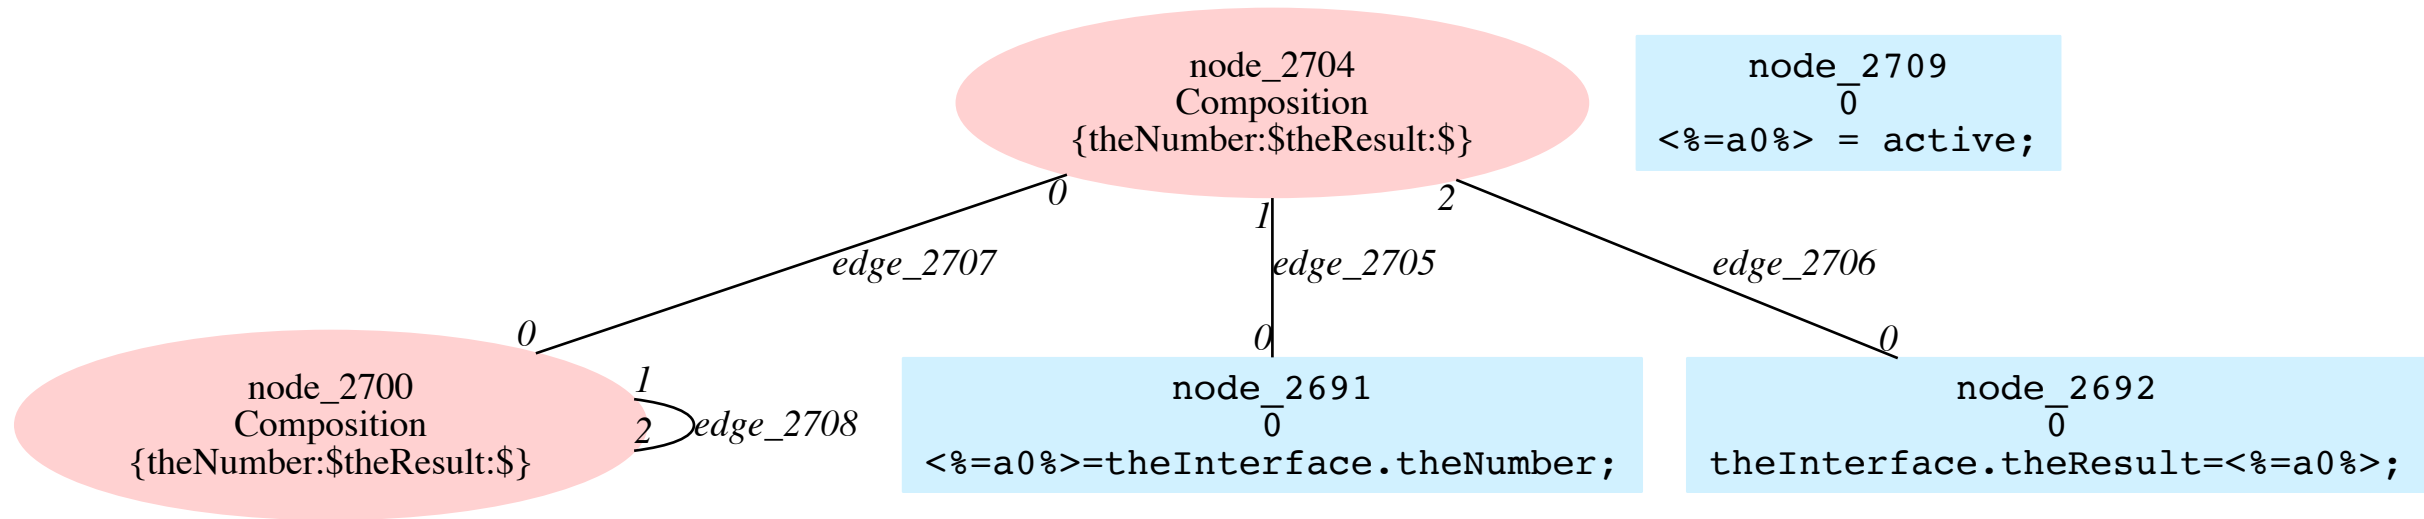 node_2704
Composition
{theNumber:$theResult:$}
node_2709
0
<%=a0%> = active;
0
1
2
edge_2707
edge_2705
edge_2706
0
0
0
node_2700
Composition
{theNumber:$theResult:$}
1
2
edge_2708
node_2691
0
<%=a0%>=theInterface.theNumber;
node_2692
0
theInterface.theResult=<%=a0%>;